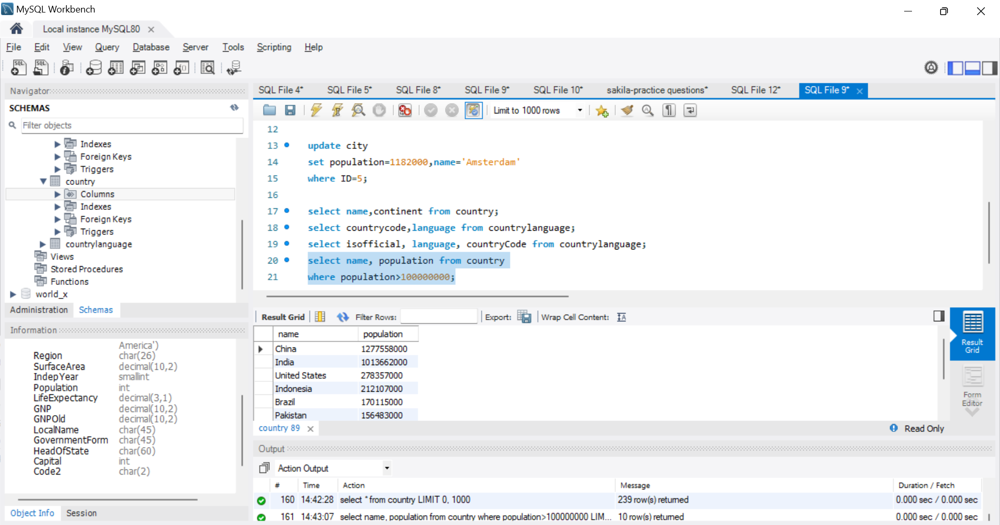 MySQL Workbench
Local instance MySQL80
File Edit View Query Database Server Tools Scripting Help
Navigator
SCHEMAS
Filter objects
Indexes
Foreign Keys
Triggers
country
Columns
Indexes
Foreign Keys
Triggers
countrylanguage
Views
Stored Procedures
Functions
world_x
Administration Schemas
Information
America')
Region char(26)
SurfaceArea decimal(10,2)
IndepYear smallint
Population int
LifeExpectancy decimal(3,1)
GNP decimal(10,2)
GNPOld decimal(10,2)
LocalName char(45)
GovernmentForm char(45)
HeadOfState char(60)
Capital int
Code2 char(2)
Object Info Session
SQL File 4* SQL File 5* SQL File 8* SQL File 9* SQL File 10* sakila-practice questions* SQL File 12* SQL File 9*
Limit to 1000 rows
12
13 update city
14 set population=1182000,name='Amsterdam'
15 where ID=5;
16
17 select name,continent from country;
18 select countrycode,language from countrylanguage;
19 select isofficial, language, countryCode from countrylanguage;
20 select name, population from country
21 where population>100000000;
Result Grid Filter Rows: Export: Wrap Cell Content:
name population
China 1277558000
India 1013662000
United States 278357000
Indonesia 212107000
Brazil 170115000
Pakistan 156483000
Result
Grid
Form
Editor
country 89 Read Only
Output
Action Output
# Time Action Message Duration / Fetch
160 14:42:28 select * from country LIMIT 0, 1000 239 row(s) returned 0.000 sec / 0.000 sec
161 14:43:07 select name, population from country where population>100000000 LIM... 10 row(s) returned 0.000 sec / 0.000 sec